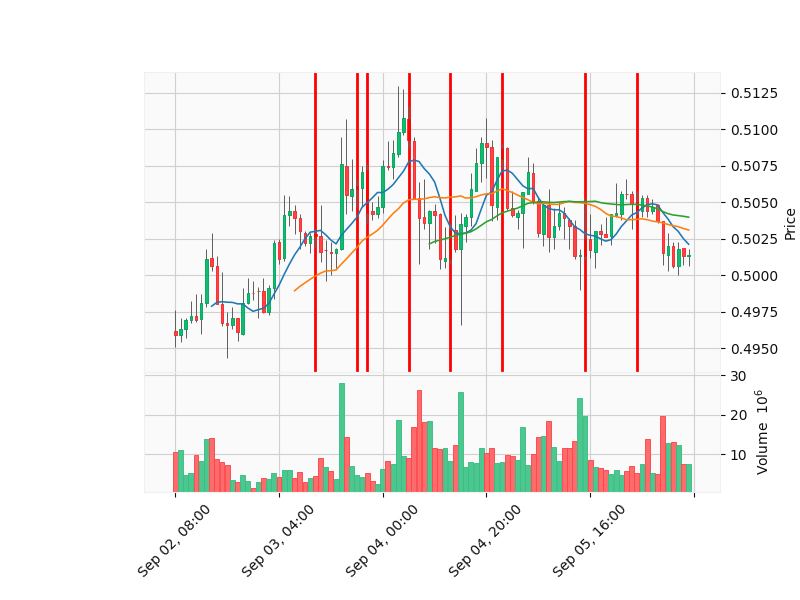 0.5125
0.5100
0.5075
0.5050
0.5025
0.5000
0.4975
0.4950
Price
30
20
10
Volume 10⁶
Sep 02, 08:00
Sep 03, 04:00
Sep 04, 00:00
Sep 04, 20:00
Sep 05, 16:00